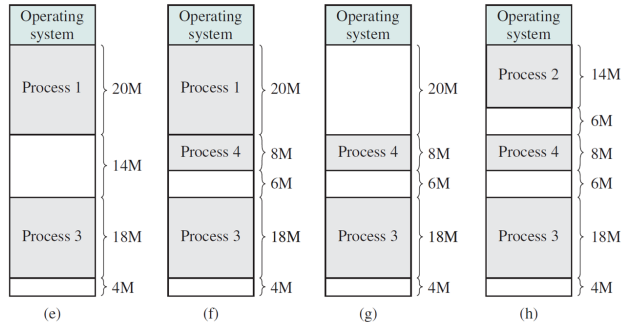 Operating
system
Process 1
20M
14M
Process 3
18M
4M
(e)
Operating
system
Process 1
20M
Process 4
8M
6M
Process 3
18M
4M
(f)
Operating
system
20M
Process 4
8M
6M
Process 3
18M
4M
(g)
Operating
system
Process 2
14M
6M
Process 4
8M
6M
Process 3
18M
4M
(h)